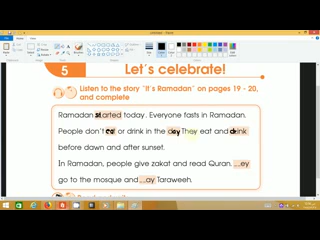 5
Let's celebrate!
Listen to the story "It's Ramadan" on pages 19 - 20,
and complete
Ramadan started today. Everyone fasts in Ramadan.
People don't eat or drink in the day They eat and drink
before dawn and after sunset.
In Ramadan, people give zakat and read Quran. __ey
go to the mosque and __ay Taraweeh.